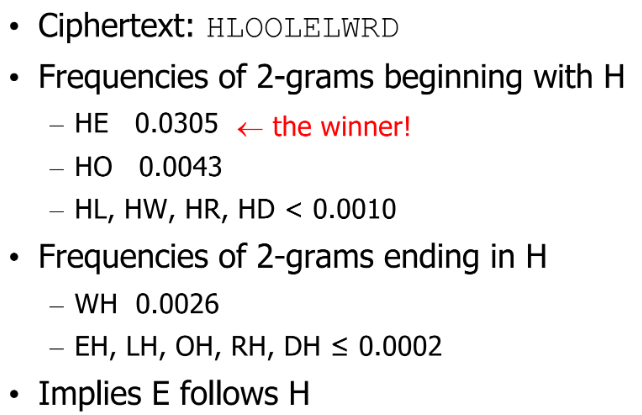 • Ciphertext: HLOOLELWRD
• Frequencies of 2-grams beginning with H
– HE 0.0305 ← the winner!
– HO 0.0043
– HL, HW, HR, HD < 0.0010
• Frequencies of 2-grams ending in H
– WH 0.0026
– EH, LH, OH, RH, DH ≤ 0.0002
• Implies E follows H